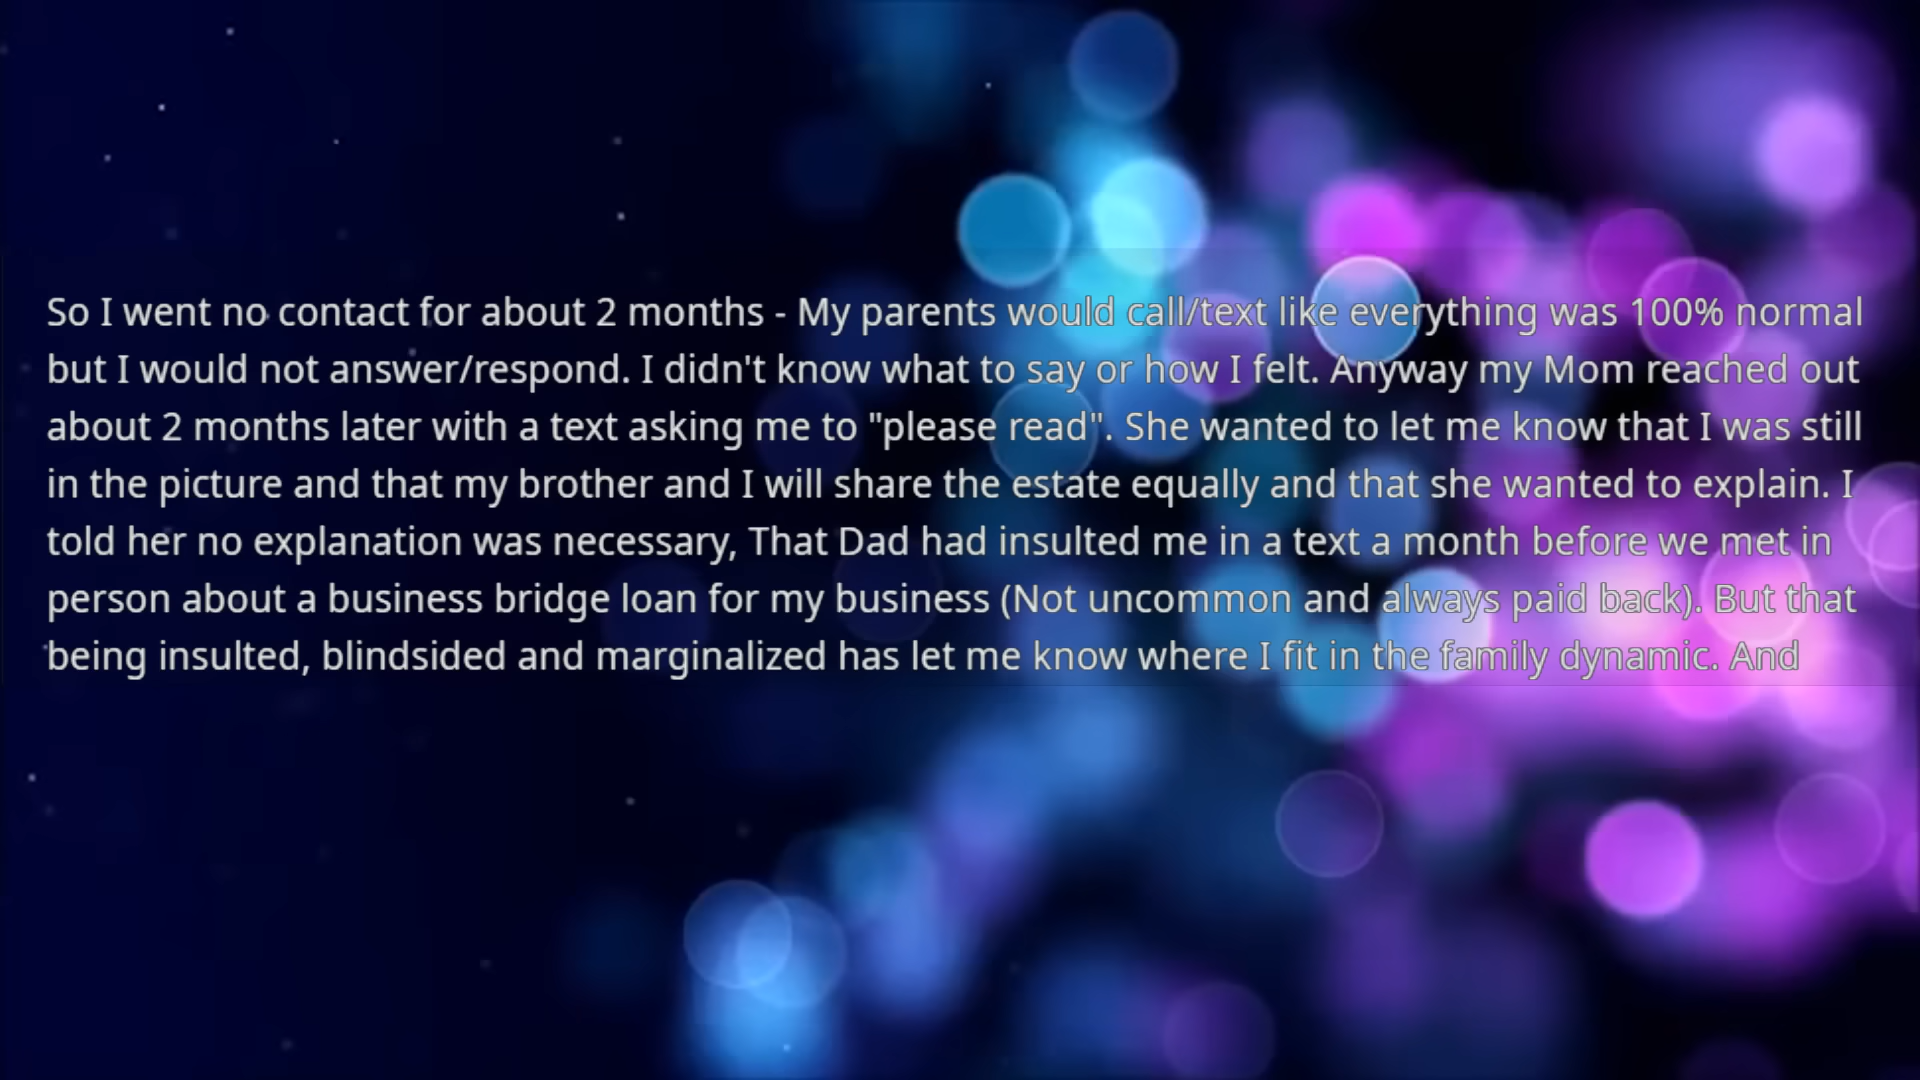 So I went no contact for about 2 months - My parents would call/text like everything was 100% normal
but I would not answer/respond. I didn't know what to say or how I felt. Anyway my Mom reached out
about 2 months later with a text asking me to "please read". She wanted to let me know that I was still
in the picture and that my brother and I will share the estate equally and that she wanted to explain. I
told her no explanation was necessary, That Dad had insulted me in a text a month before we met in
person about a business bridge loan for my business (Not uncommon and always paid back). But that
being insulted, blindsided and marginalized has let me know where I fit in the family dynamic. And